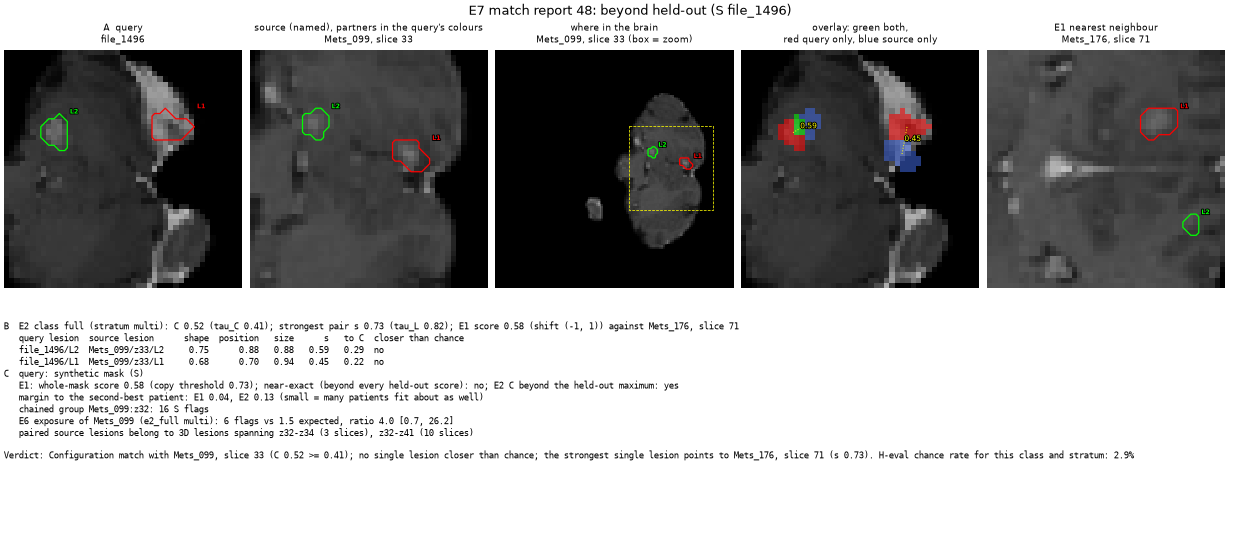 E7 match report 48: beyond held-out (S file_1496)
A query
file_1496
source (named), partners in the query's colours
Mets_099, slice 33
where in the brain
Mets_099, slice 33 (box = zoom)
overlay: green both,
red query only, blue source only
E1 nearest neighbour
Mets_176, slice 71
L2
L1
L2
L1
L2
L1
0.59
0.45
L1
L2
B E2 class full (stratum multi): C 0.52 (tau_C 0.41); strongest pair s 0.73 (tau_L 0.82); E1 score 0.58 (shift (-1, 1)) against Mets_176, slice 71
query lesion source lesion shape position size s to C closer than chance
file_1496/L2 Mets_099/z33/L2 0.75 0.88 0.88 0.59 0.29 no
file_1496/L1 Mets_099/z33/L1 0.68 0.70 0.94 0.45 0.22 no
C query: synthetic mask (S)
E1: whole-mask score 0.58 (copy threshold 0.73); near-exact (beyond every held-out score): no; E2 C beyond the held-out maximum: yes
margin to the second-best patient: E1 0.04, E2 0.13 (small = many patients fit about as well)
chained group Mets_099:z32: 16 S flags
E6 exposure of Mets_099 (e2_full multi): 6 flags vs 1.5 expected, ratio 4.0 [0.7, 26.2]
paired source lesions belong to 3D lesions spanning z32-z34 (3 slices), z32-z41 (10 slices)
Verdict: Configuration match with Mets_099, slice 33 (C 0.52 >= 0.41); no single lesion closer than chance; the strongest single lesion points to Mets_176, slice 71 (s 0.73). H-eval chance rate for this class and stratum: 2.9%